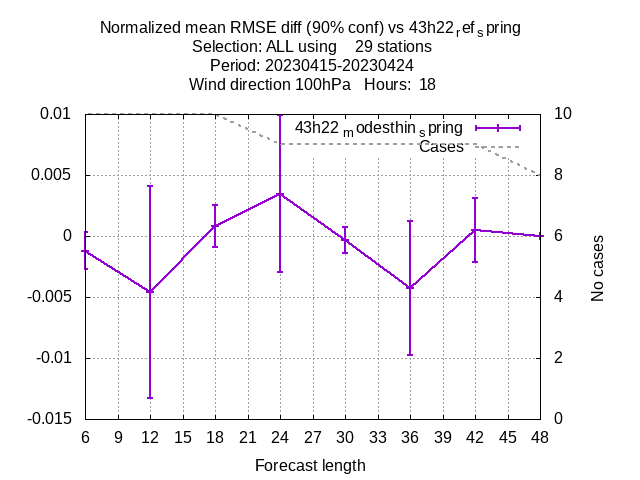 Normalized mean RMSE diff (90% conf) vs 43h22ref spring
Selection: ALL using    29 stations
Period: 20230415-20230424
Wind direction 100hPa   Hours:  18
0.01
0.005
0
-0.005
-0.01
-0.015
10
8
6
4
2
0
43h22modesthinspring
Cases
No cases
6 9 12 15 18 21 24 27 30 33 36 39 42 45 48
Forecast length